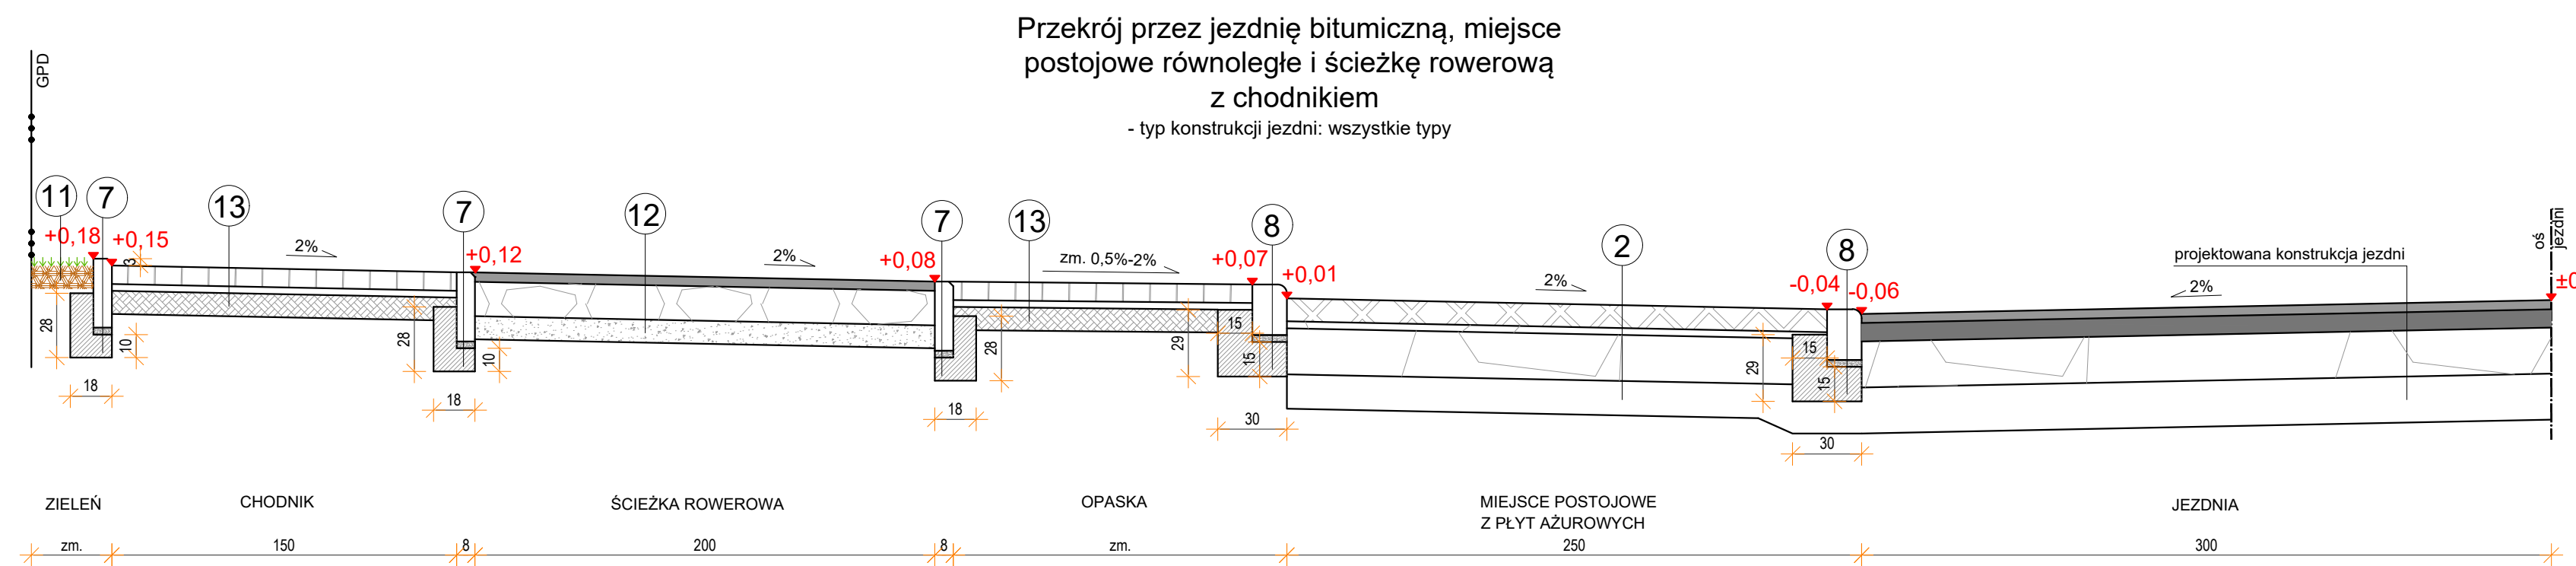 Przekrój przez jezdnię bitumiczną, miejsce
postojowe równoległe i ścieżkę rowerową
z chodnikiem
- typ konstrukcji jezdni: wszystkie typy
GPD
11
7
13
7
12
7
13
8
2
8
oś
jezdni
+0,18
+0,15
+0,12
+0,08
+0,07
+0,01
-0,04
-0,06
±0
3
2%
2%
zm. 0,5%-2%
2%
projektowana konstrukcja jezdni
2%
28
10
18
28
10
18
28
18
29
15
15
30
29
15
15
30
ZIELEŃ
CHODNIK
ŚCIEŻKA ROWEROWA
OPASKA
MIEJSCE POSTOJOWE
Z PŁYT AŻUROWYCH
JEZDNIA
zm.
150
8
200
8
zm.
250
300